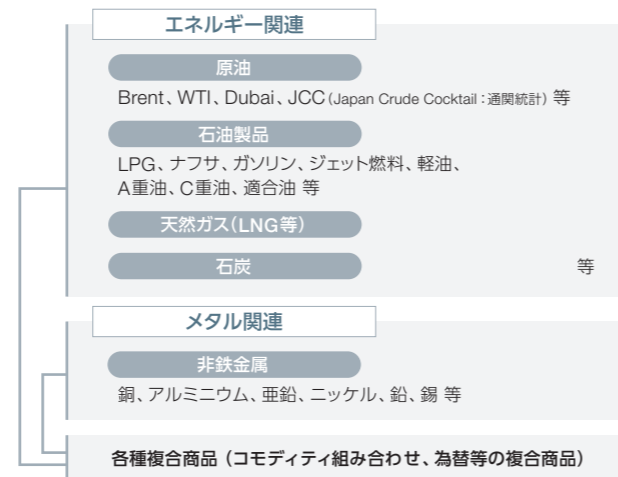 エネルギー関連
原油
Brent、WTI、Dubai、JCC(Japan Crude Cocktail：通関統計) 等
石油製品
LPG、ナフサ、ガソリン、ジェット燃料、軽油、
A重油、C重油、適合油 等
天然ガス(LNG等)
石炭
等
メタル関連
非鉄金属
銅、アルミニウム、亜鉛、ニッケル、鉛、錫 等
各種複合商品 (コモディティ組み合わせ、為替等の複合商品)